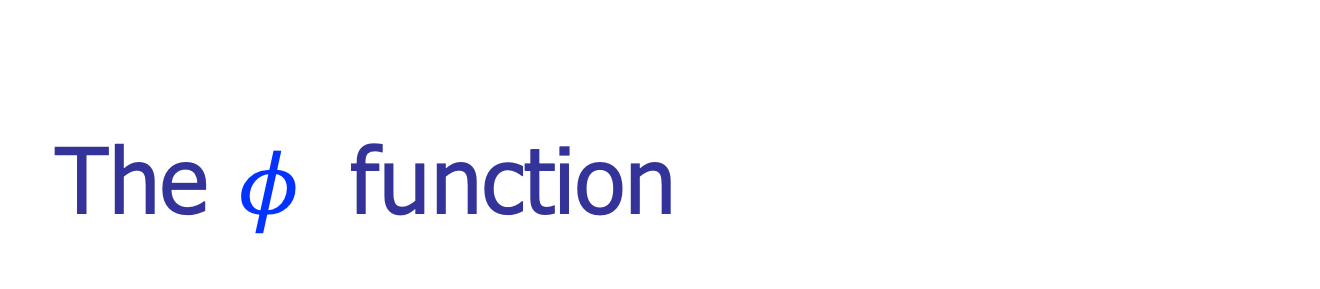 The ϕ function